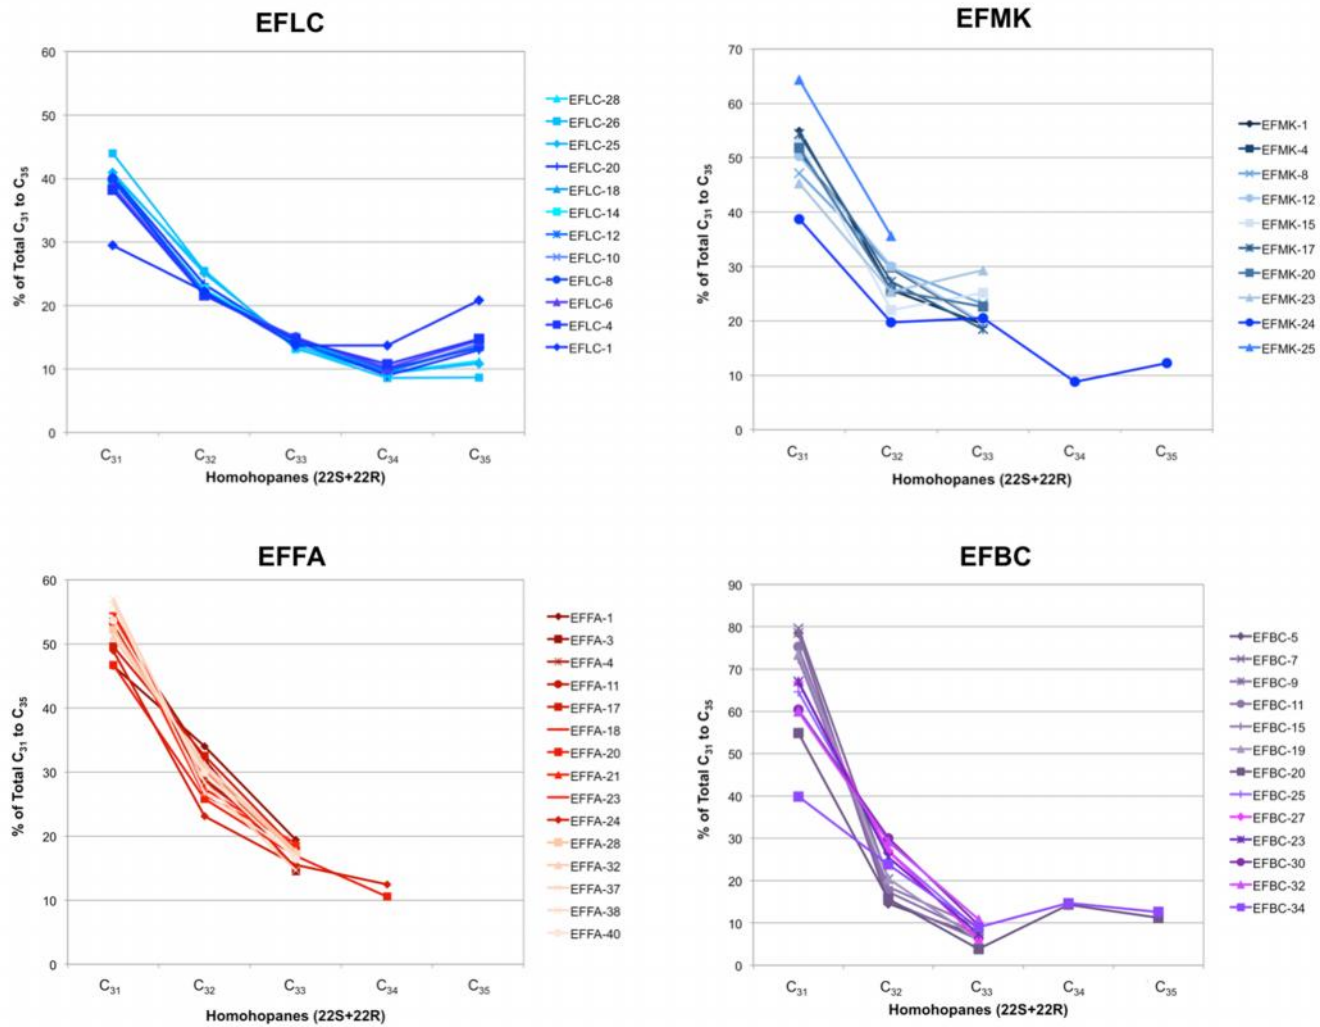 EFLC
60
50
40
30
20
10
0
% of Total C31 to C35
C31 C32 C33 C34 C35
Homohopanes (22S+22R)
EFLC-28
EFLC-26
EFLC-25
EFLC-20
EFLC-18
EFLC-14
EFLC-12
EFLC-10
EFLC-8
EFLC-6
EFLC-4
EFLC-1
EFMK
70
60
50
40
30
20
10
0
% of Total C31 to C35
C31 C32 C33 C34 C35
Homohopanes (22S+22R)
EFMK-1
EFMK-4
EFMK-8
EFMK-12
EFMK-15
EFMK-17
EFMK-20
EFMK-23
EFMK-24
EFMK-25
EFFA
60
50
40
30
20
10
0
% of Total C31 to C35
C31 C32 C33 C34 C35
Homohopanes (22S+22R)
EFFA-1
EFFA-3
EFFA-4
EFFA-11
EFFA-17
EFFA-18
EFFA-20
EFFA-21
EFFA-23
EFFA-24
EFFA-28
EFFA-32
EFFA-37
EFFA-38
EFFA-40
EFBC
90
80
70
60
50
40
30
20
10
0
% of Total C31 to C35
C31 C32 C33 C34 C35
Homohopanes (22S+22R)
EFBC-5
EFBC-7
EFBC-9
EFBC-11
EFBC-15
EFBC-19
EFBC-20
EFBC-25
EFBC-27
EFBC-23
EFBC-30
EFBC-32
EFBC-34